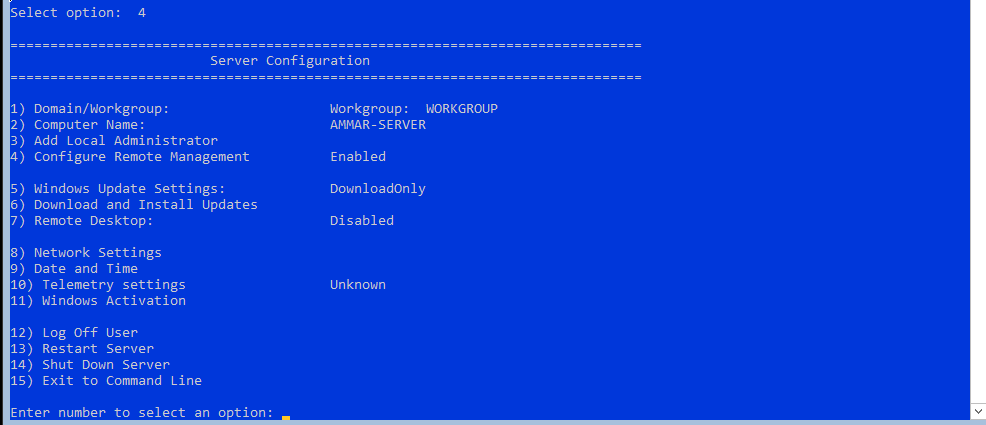 Select option:  4
===============================================================================
                         Server Configuration
===============================================================================
1) Domain/Workgroup:                    Workgroup:  WORKGROUP
2) Computer Name:                       AMMAR-SERVER
3) Add Local Administrator
4) Configure Remote Management          Enabled
5) Windows Update Settings:             DownloadOnly
6) Download and Install Updates
7) Remote Desktop:                      Disabled
8) Network Settings
9) Date and Time
10) Telemetry settings                  Unknown
11) Windows Activation
12) Log Off User
13) Restart Server
14) Shut Down Server
15) Exit to Command Line
Enter number to select an option: